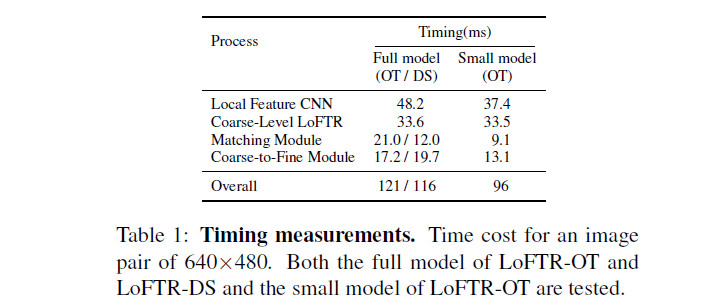 Process Timing(ms)
Full model Small model
(OT / DS) (OT)
Local Feature CNN 48.2 37.4
Coarse-Level LoFTR 33.6 33.5
Matching Module 21.0 / 12.0 9.1
Coarse-to-Fine Module 17.2 / 19.7 13.1
Overall 121 / 116 96
Table 1: Timing measurements. Time cost for an image
pair of 640×480. Both the full model of LoFTR-OT and
LoFTR-DS and the small model of LoFTR-OT are tested.